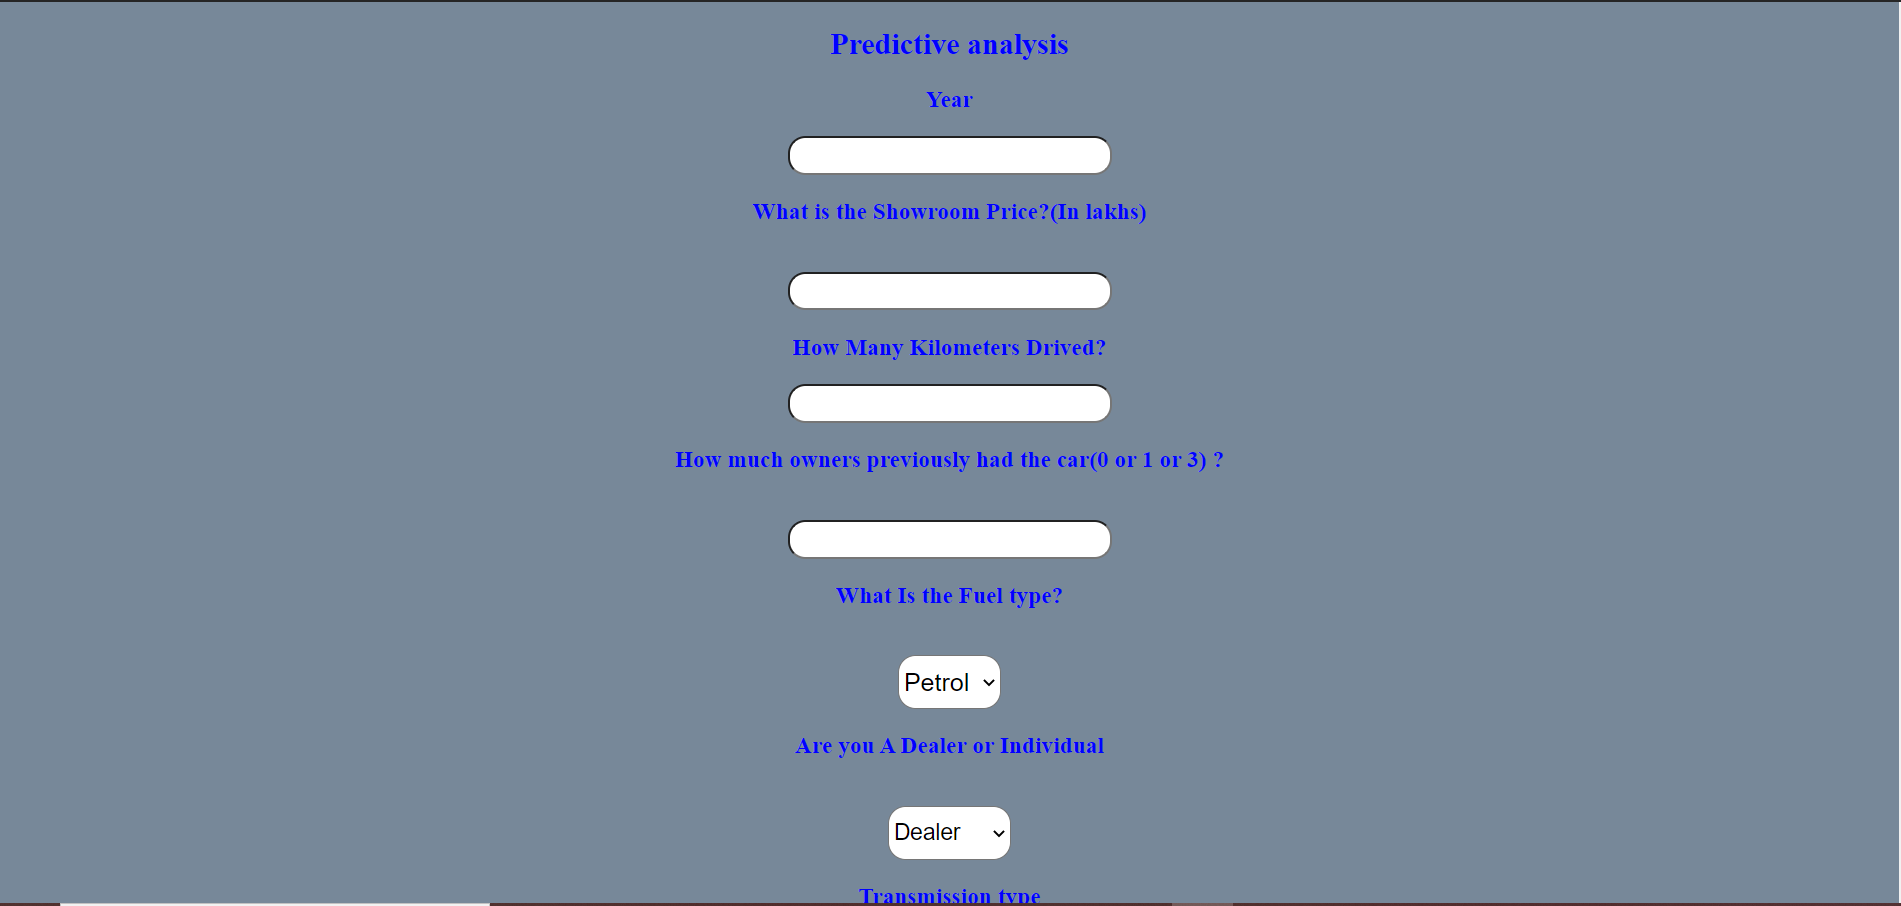 Predictive analysis
Year
What is the Showroom Price?(In lakhs)
How Many Kilometers Drived?
How much owners previously had the car(0 or 1 or 3) ?
What Is the Fuel type?
Petrol
Are you A Dealer or Individual
Dealer
Transmission type